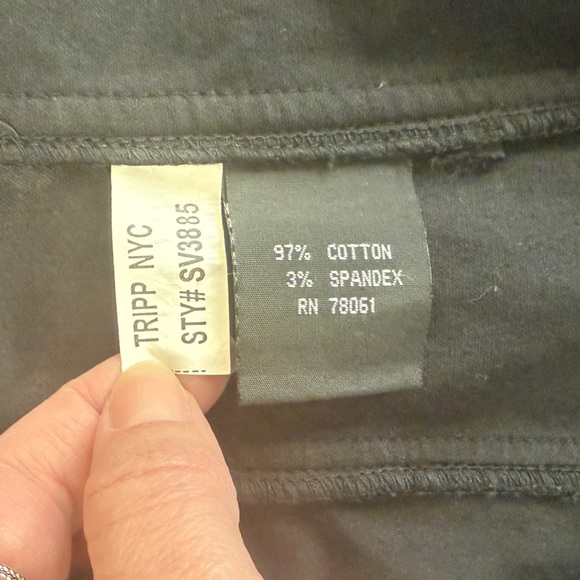 TRIPP NYC
STY# SV3885
97% COTTON
3% SPANDEX
RN 78061